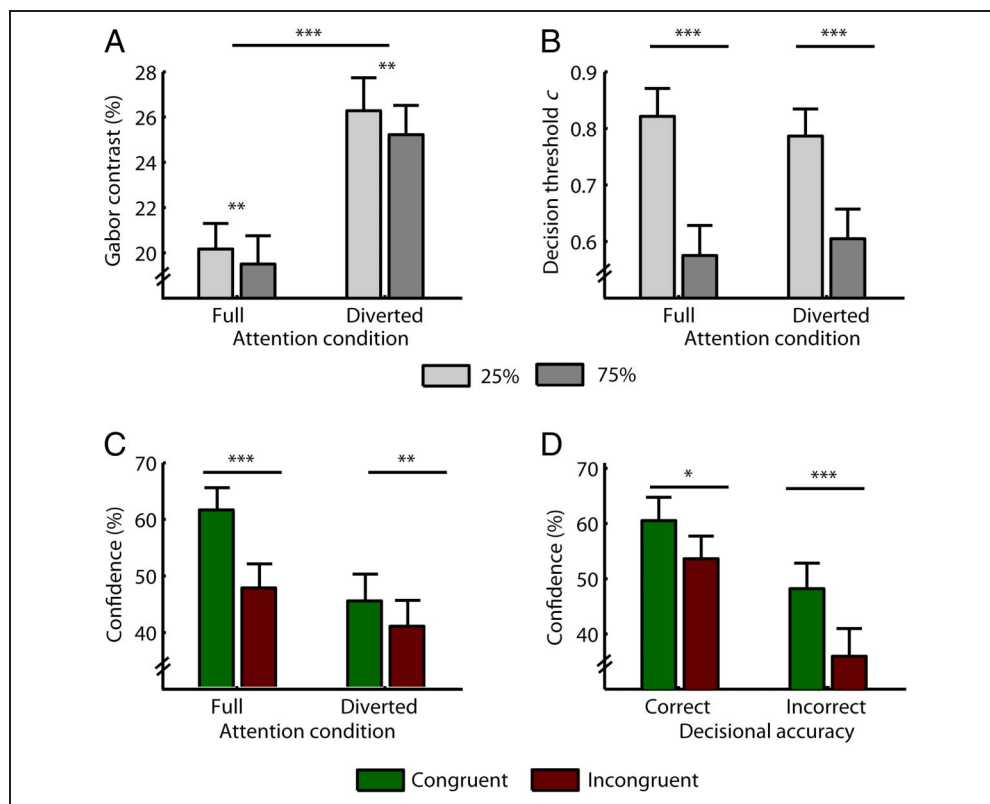 A
***
**
**
28
26
24
22
20
Gabor contrast (%)
Full
Diverted
Attention condition
B
***
***
0.9
0.8
0.7
0.6
Decision threshold c
Full
Diverted
Attention condition
25%
75%
C
***
**
70
60
50
40
Confidence (%)
Full
Diverted
Attention condition
D
*
***
70
60
50
40
Confidence (%)
Correct
Incorrect
Decisional accuracy
Congruent
Incongruent